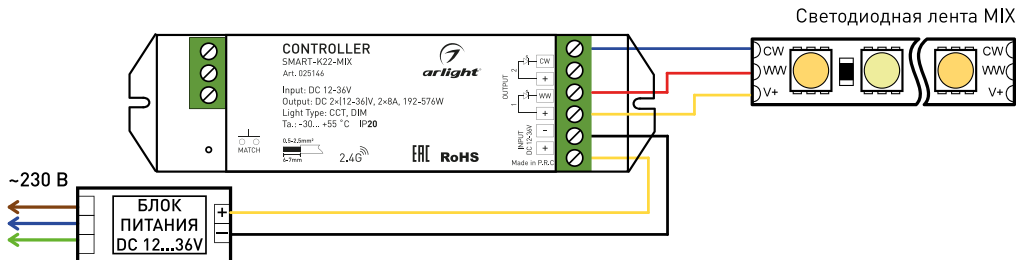 Светодиодная лента MIX
CONTROLLER
SMART-K22-MIX
Art. 025146
arlight
Input: DC 12-36V
Output: DC 2×(12-36)V, 2×8A, 192-576W
Light Type: CCT, DIM
Ta.: -30... +55 °C IP20
MATCH
0.5-2.5mm²
6-7mm
2.4G
EAC RoHS
Made in P.R.C
OUTPUT
2
1
CW
+
WW
+
INPUT
DC 12-36V
-
+
CW
WW
V+
CW
WW
V+
~230 В
БЛОК
ПИТАНИЯ
DC 12...36V
+
−